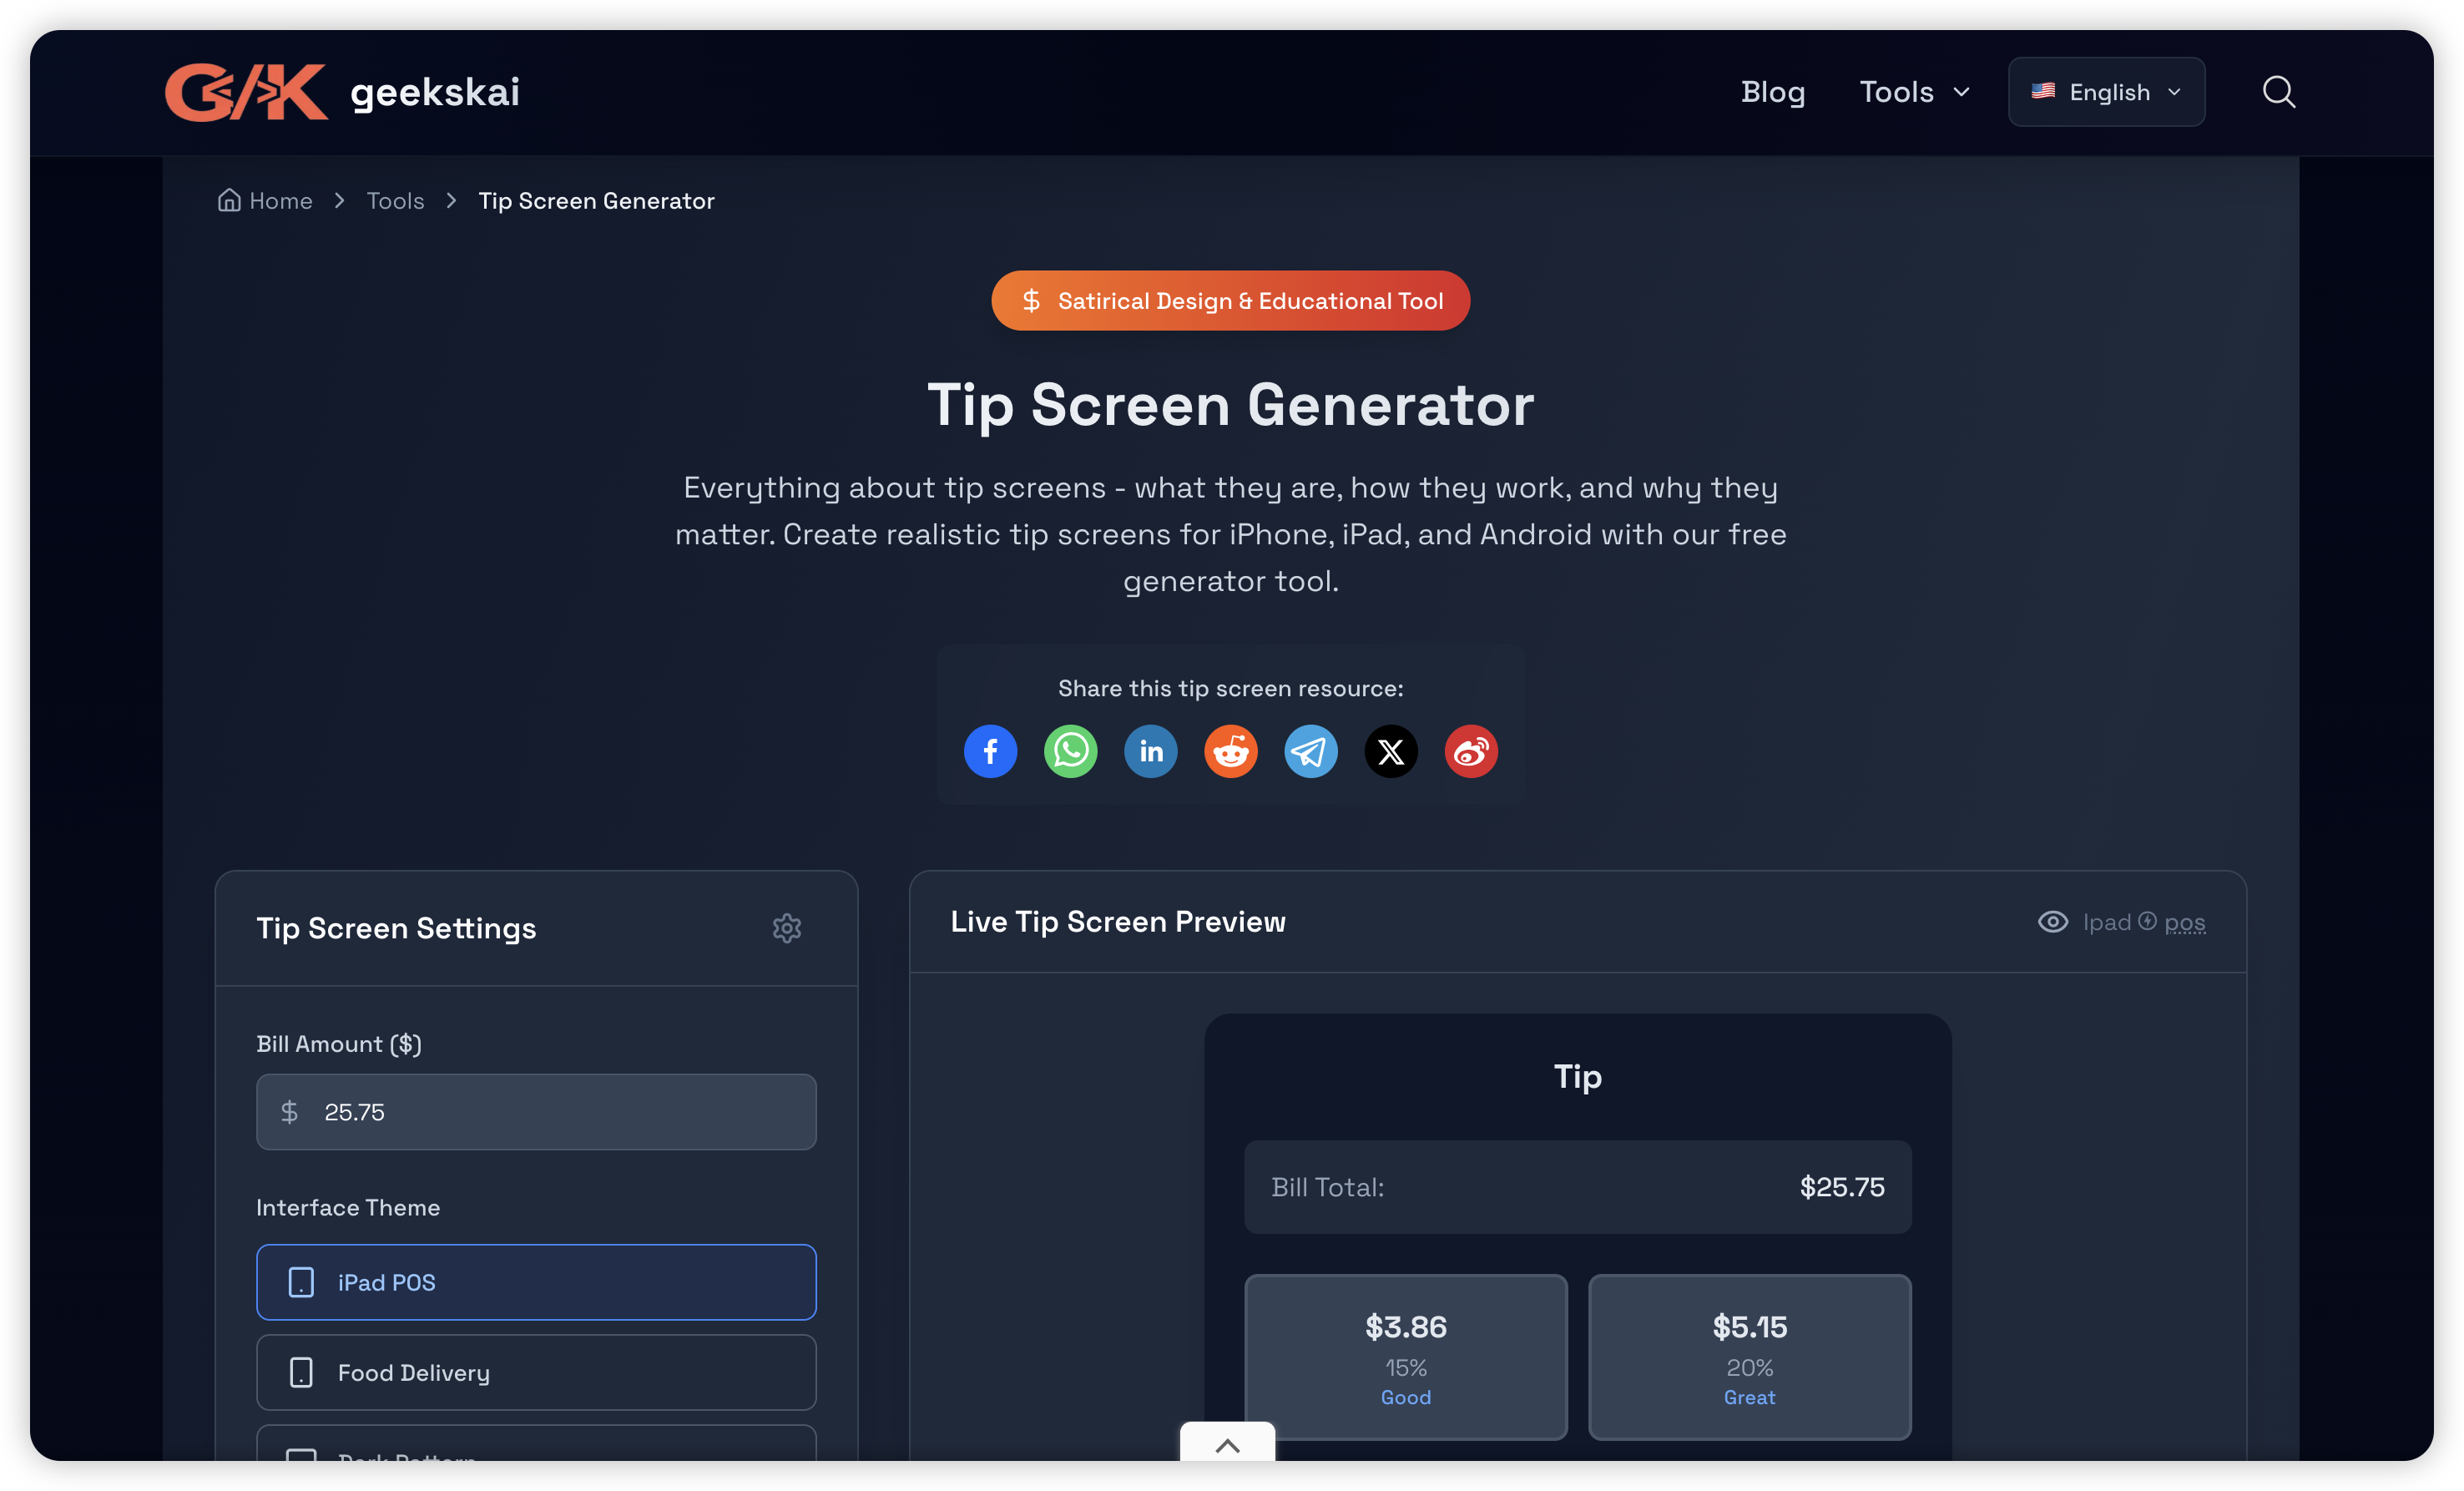 G</>K geekskai
Blog
Tools
English
Home
Tools
Tip Screen Generator
Satirical Design & Educational Tool
Tip Screen Generator
Everything about tip screens - what they are, how they work, and why they
matter. Create realistic tip screens for iPhone, iPad, and Android with our free
generator tool.
Share this tip screen resource:
Tip Screen Settings
Bill Amount ($)
$ 25.75
Interface Theme
iPad POS
Food Delivery
Dark Pattern
Live Tip Screen Preview
Ipad pos
Tip
Bill Total: $25.75
$3.86
15%
Good
$5.15
20%
Great